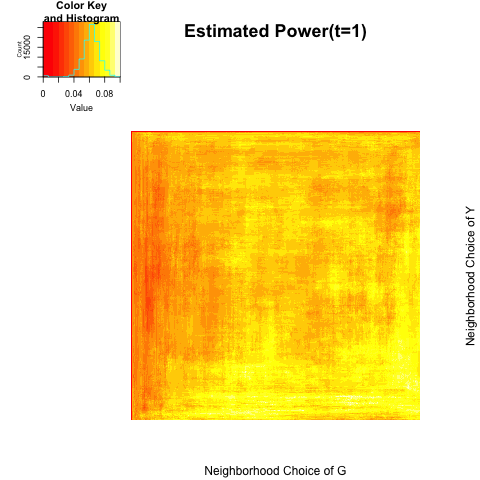 Color Key
and Histogram
Estimated Power(t=1)
Count
0 15000
0 0.04 0.08
Value
Neighborhood Choice of Y
Neighborhood Choice of G